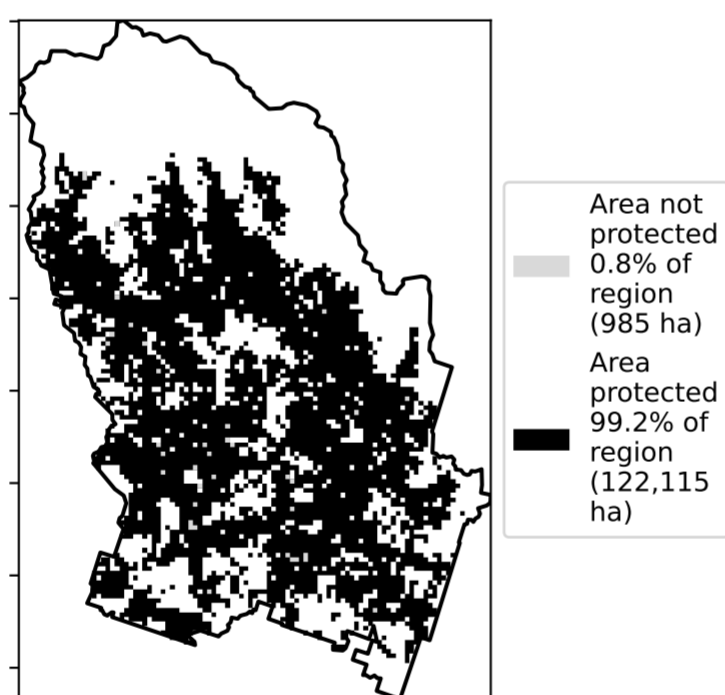 Area not
protected
0.8% of
region
(985 ha)
Area
protected
99.2% of
region
(122,115
ha)